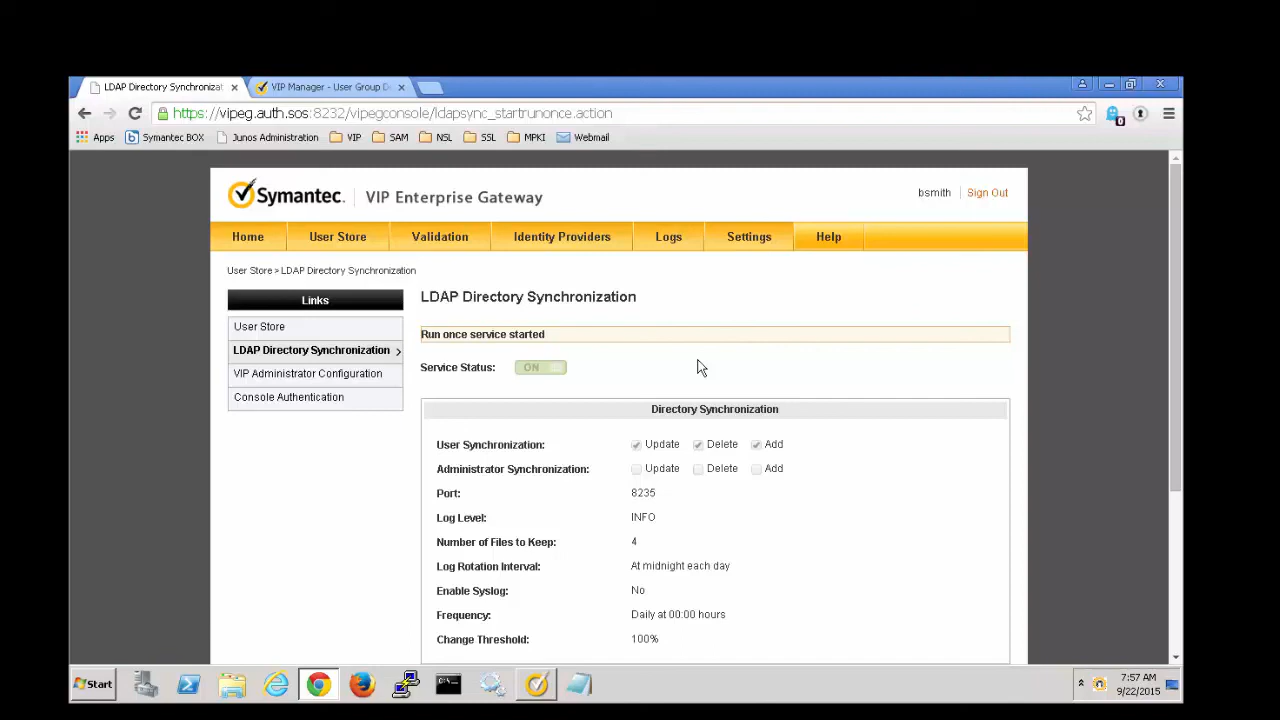 LDAP Directory Synchronizat
VIP Manager - User Group D
https://vipeg.auth.sos:8232/vipegconsole/ldapsync_startrunonce.action
0
Apps
Symantec BOX
Junos Administration
VIP
SAM
NSL
SSL
MPKI
Webmail
Symantec.
VIP Enterprise Gateway
bsmith
Sign Out
Home
User Store
Validation
Identity Providers
Logs
Settings
Help
User Store > LDAP Directory Synchronization
Links
User Store
LDAP Directory Synchronization
VIP Administrator Configuration
Console Authentication
LDAP Directory Synchronization
Run once service started
Service Status: ON
Directory Synchronization
User Synchronization: Update Delete Add
Administrator Synchronization: Update Delete Add
Port: 8235
Log Level: INFO
Number of Files to Keep: 4
Log Rotation Interval: At midnight each day
Enable Syslog: No
Frequency: Daily at 00:00 hours
Change Threshold: 100%
Start
C:\
7:57 AM
9/22/2015